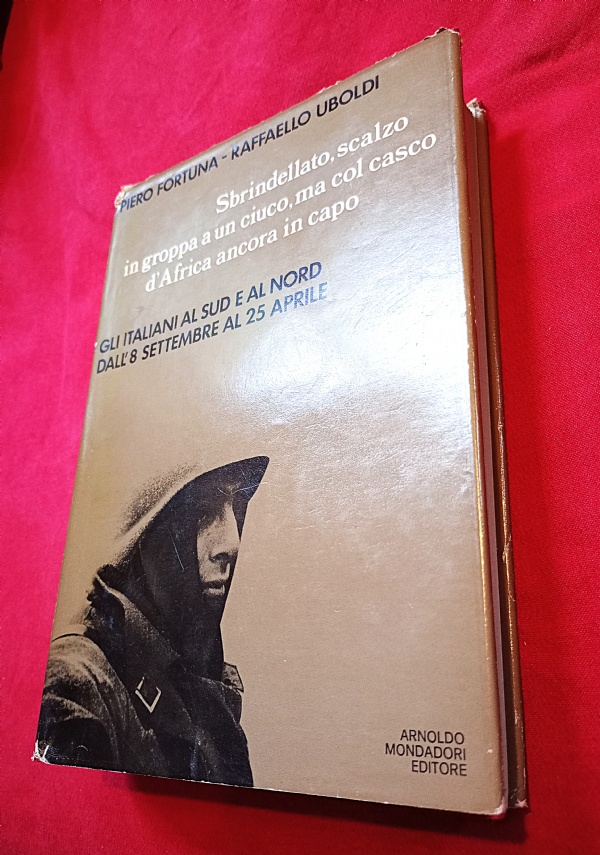 PIERO FORTUNA - RAFFAELLO UBOLDI
Sbrindellato, scalzo
in groppa a un ciuco, ma col casco
d'Africa ancora in capo
GLI ITALIANI AL SUD E AL NORD
DALL'8 SETTEMBRE AL 25 APRILE
ARNOLDO
MONDADORI
EDITORE